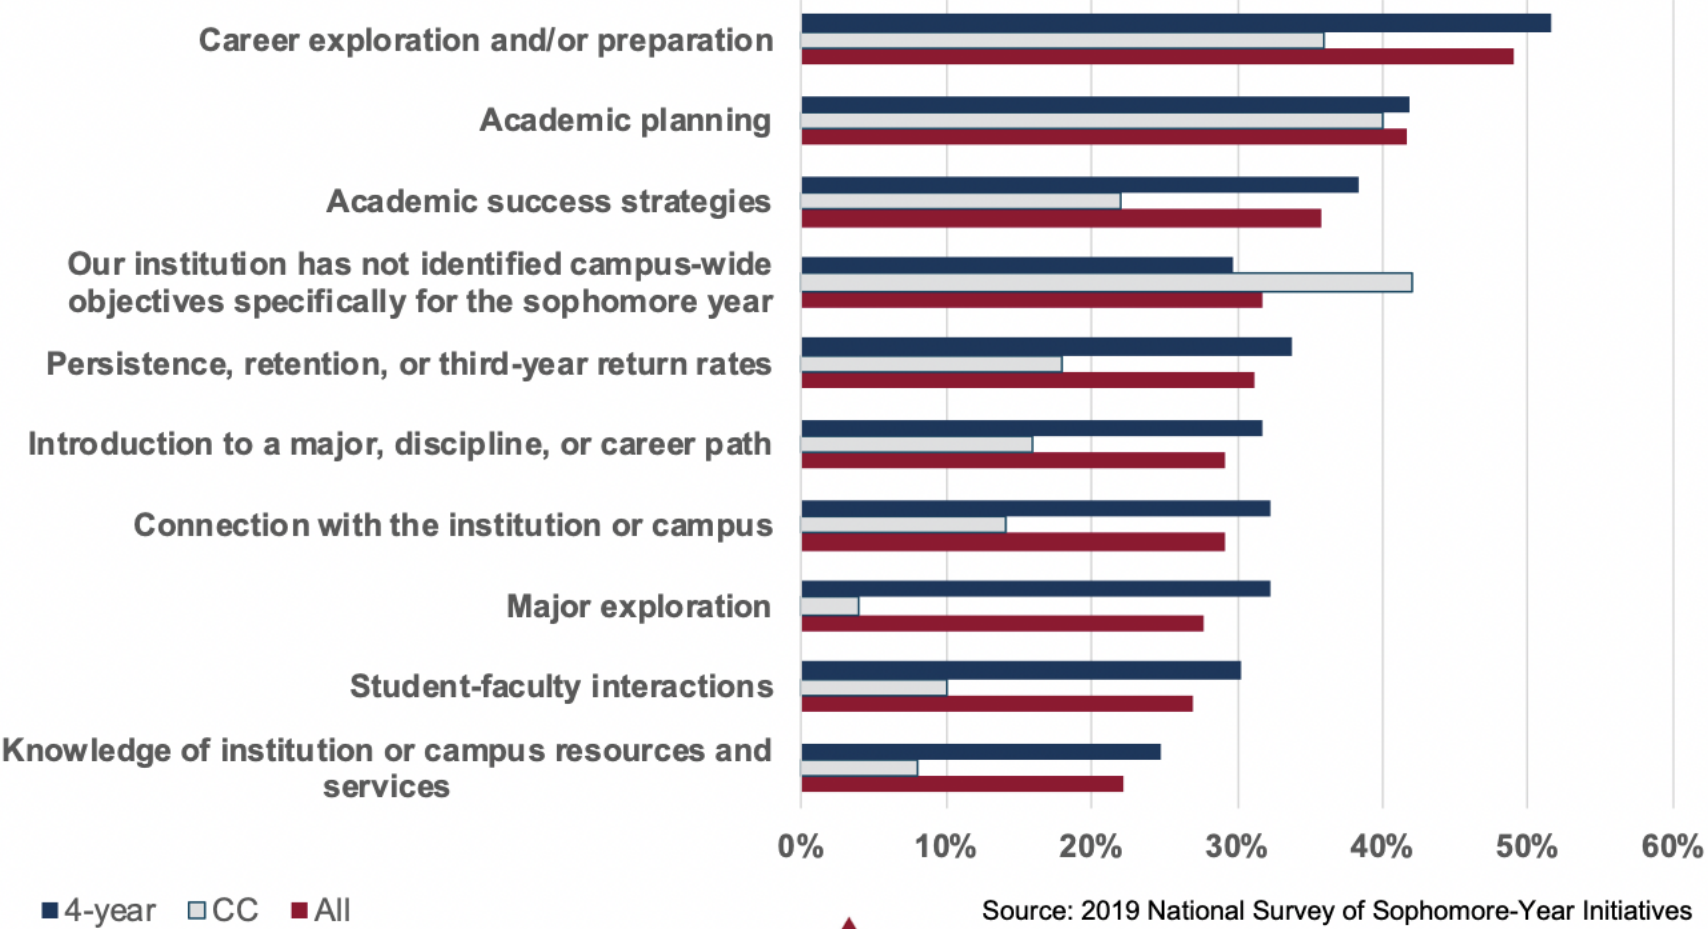 Career exploration and/or preparation
Academic planning
Academic success strategies
Our institution has not identified campus-wide
objectives specifically for the sophomore year
Persistence, retention, or third-year return rates
Introduction to a major, discipline, or career path
Connection with the institution or campus
Major exploration
Student-faculty interactions
Knowledge of institution or campus resources and
services
0% 10% 20% 30% 40% 50% 60%
4-year CC All
Source: 2019 National Survey of Sophomore-Year Initiatives